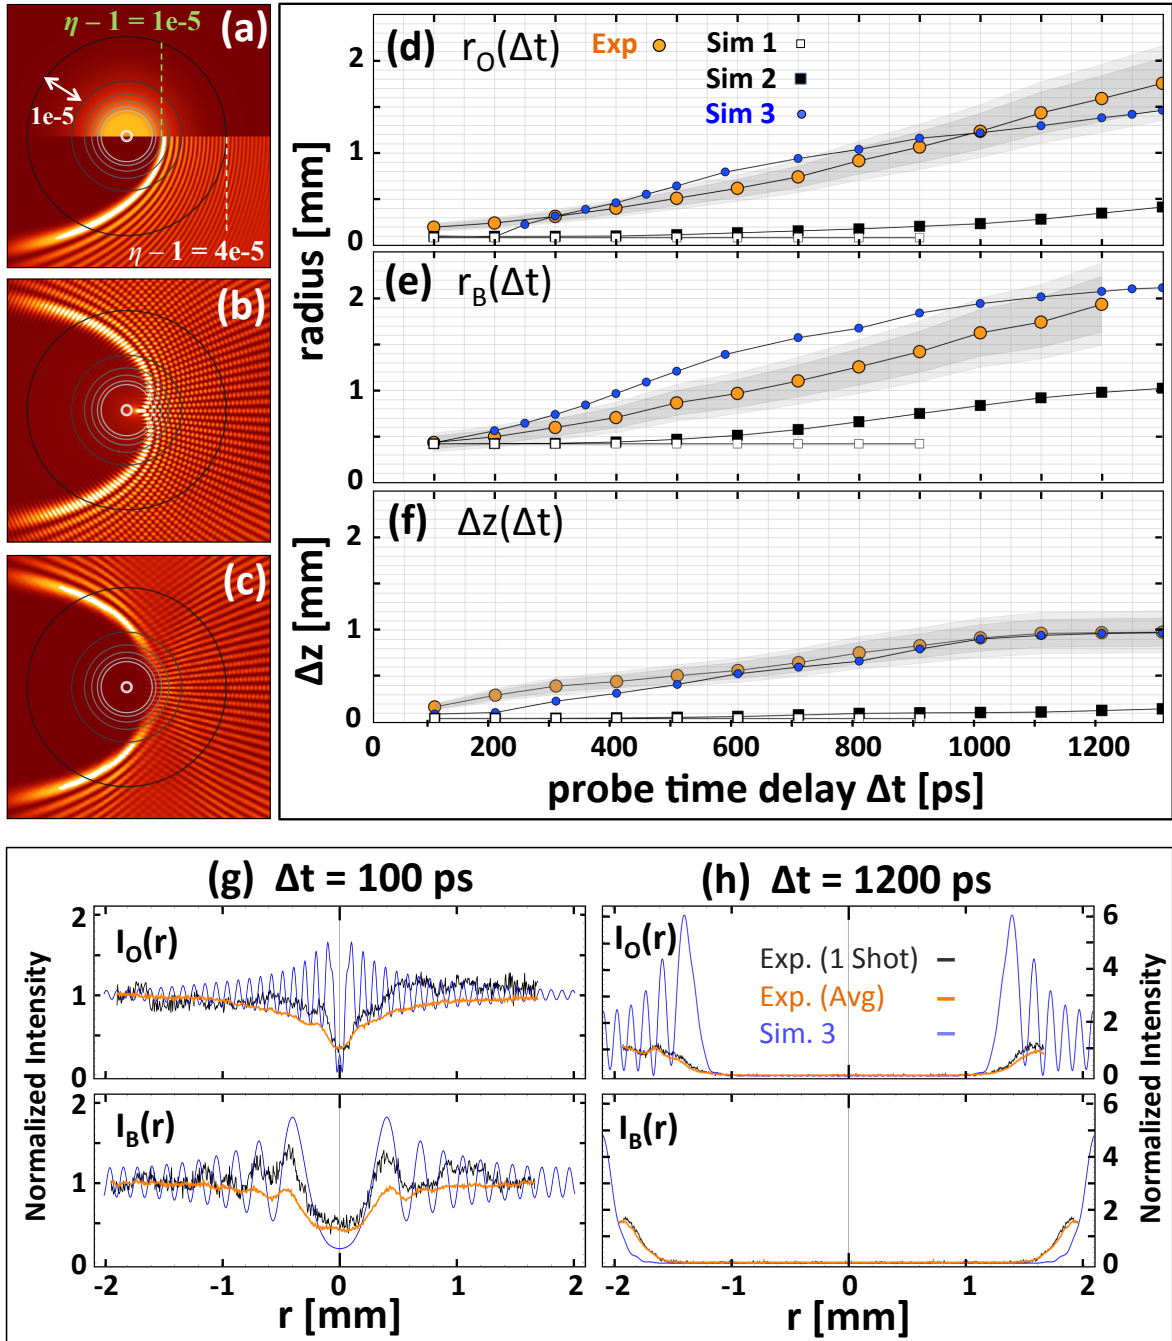 η − 1 = 1e-5
(a)
1e-5
η − 1 = 4e-5
(b)
(c)
(d) r_O(Δt)
Exp
Sim 1
Sim 2
Sim 3
2
1
0
(e) r_B(Δt)
2
1
0
radius [mm]
(f) Δz(Δt)
2
1
0
Δz [mm]
0 200 400 600 800 1000 1200
probe time delay Δt [ps]
(g) Δt = 100 ps
(h) Δt = 1200 ps
2
1
0
I_O(r)
I_O(r)
Exp. (1 Shot)
Exp. (Avg)
Sim. 3
6
4
2
1
0
2
1
0
I_B(r)
I_B(r)
6
4
2
1
0
Normalized Intensity
Normalized Intensity
-2 -1 0 1 2
-2 -1 0 1 2
r [mm]
r [mm]